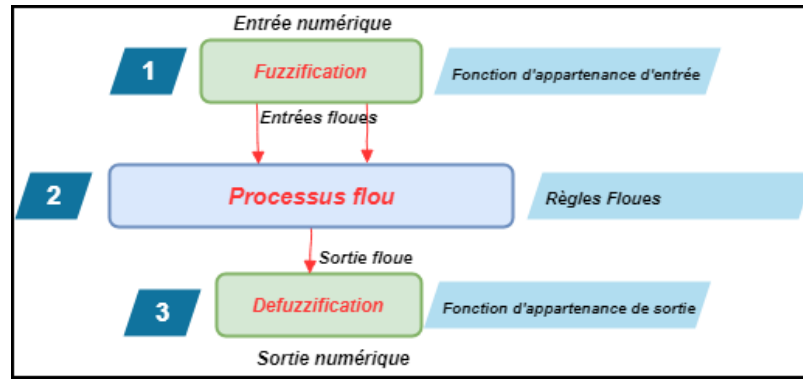 Entrée numérique
1
Fuzzification
Fonction d'appartenance d'entrée
Entrées floues
2
Processus flou
Règles Floues
Sortie floue
3
Defuzzification
Fonction d'appartenance de sortie
Sortie numérique